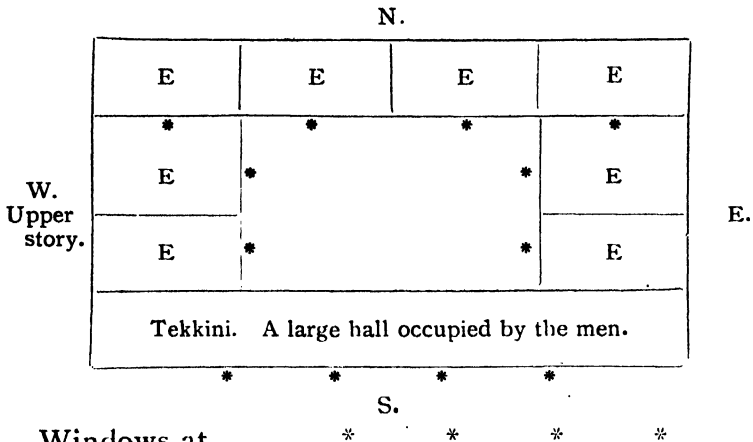 N.
E E E E
* * * *
W. E * * E
Upper E.
story.
E * * E
Tekkini. A large hall occupied by the men.
* * * *
S.
Windows at * * * *